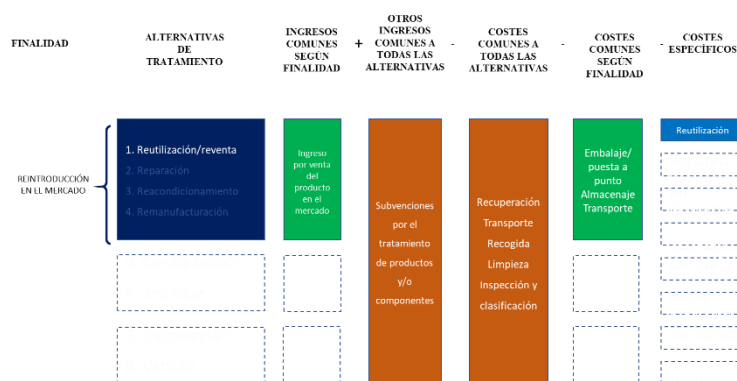 FINALIDAD
ALTERNATIVAS
DE
TRATAMIENTO
INGRESOS
COMUNES
SEGÚN
FINALIDAD
+
OTROS
INGRESOS
COMUNES A
TODAS LAS
ALTERNATIVAS
-
COSTES
COMUNES A
TODAS LAS
ALTERNATIVAS
-
COSTES
COMUNES
SEGÚN
FINALIDAD
-
COSTES
ESPECÍFICOS
REINTRODUCCIÓN
EN EL MERCADO
1. Reutilización/reventa
2. Reparación
3. Reacondicionamiento
4. Remanufacturación
Ingreso
por venta
del
producto
en el
mercado
Subvenciones
por el
tratamiento
de productos
y/o
componentes
Recuperación
Transporte
Recogida
Limpieza
Inspección y
clasificación
Embalaje/
puesta a
punto
Almacenaje
Transporte
Reutilización